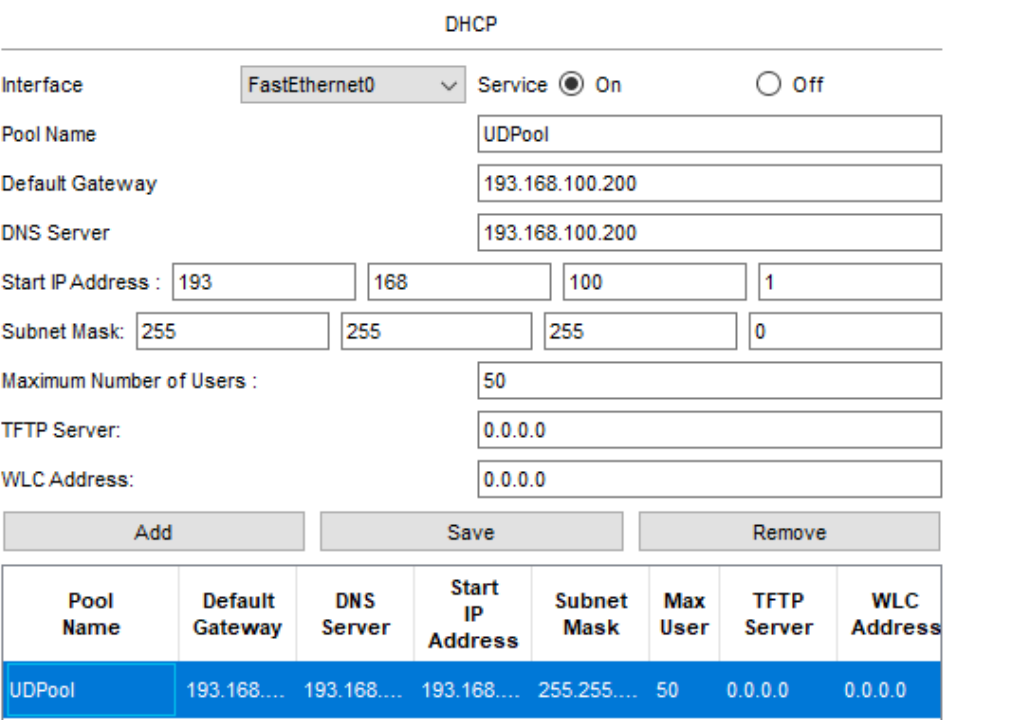 DHCP
Interface FastEthernet0 Service On Off
Pool Name UDPool
Default Gateway 193.168.100.200
DNS Server 193.168.100.200
Start IP Address : 193 168 100 1
Subnet Mask: 255 255 255 0
Maximum Number of Users : 50
TFTP Server: 0.0.0.0
WLC Address: 0.0.0.0
Add Save Remove
Pool Name Default Gateway DNS Server Start IP Address Subnet Mask Max User TFTP Server WLC Address
UDPool 193.168.... 193.168.... 193.168.... 255.255.... 50 0.0.0.0 0.0.0.0